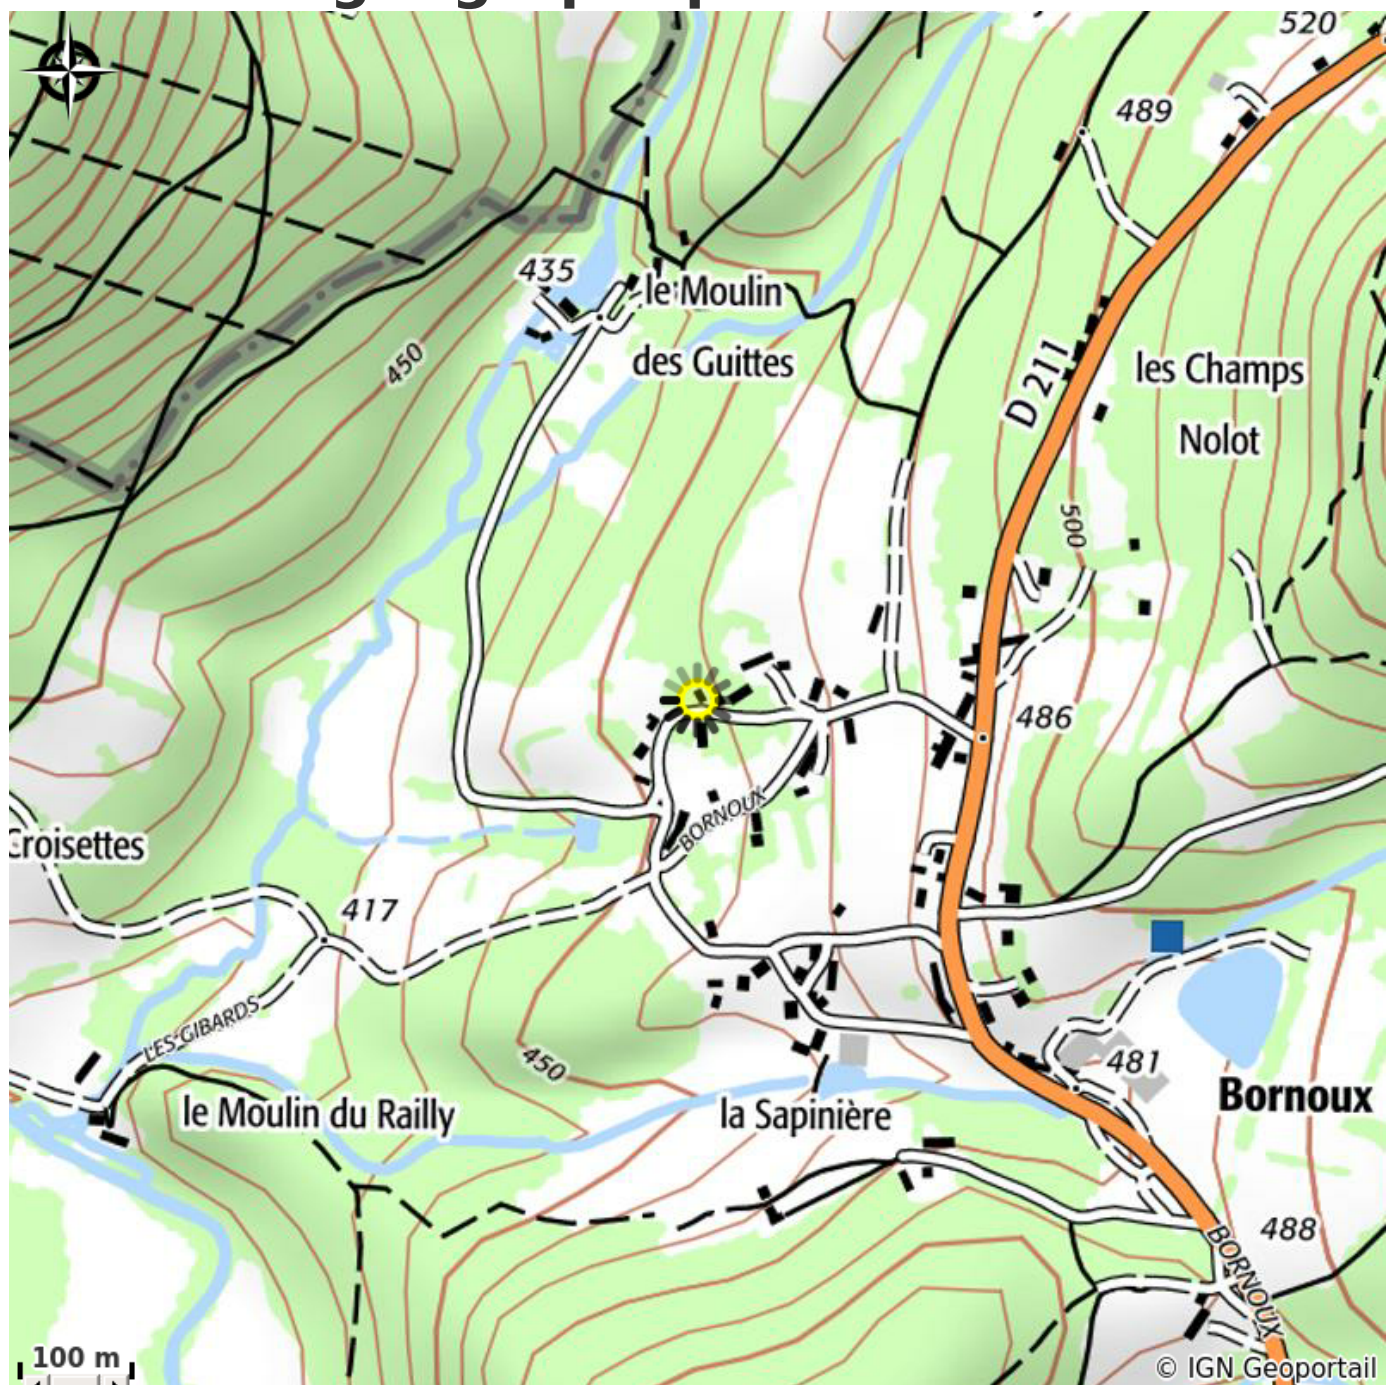 520
489
435
le Moulin
des Guittes
450
D 211
les Champs
Nolot
500
486
BORNOUX
Croisettes
417
LES GIBARDS
450
481
Bornoux
le Moulin du Railly
la Sapinière
488
BORNOUX
100 m
© IGN Geoportail